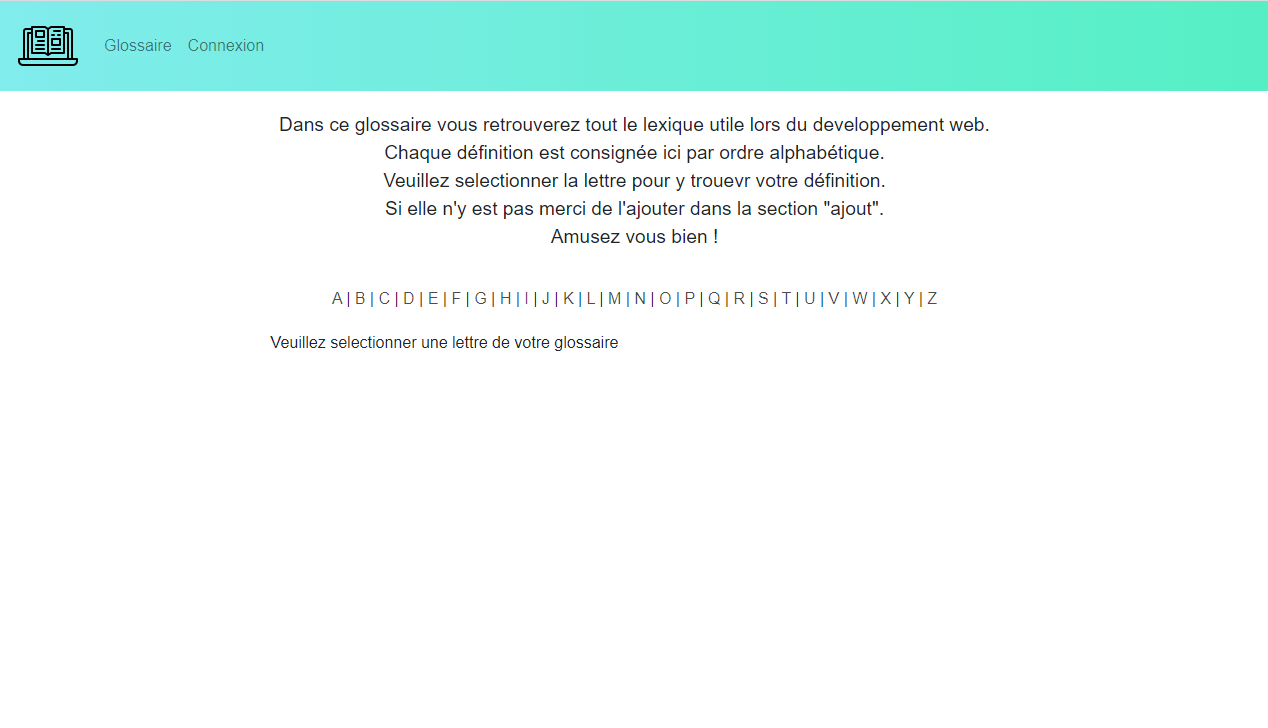 Glossaire Connexion
Dans ce glossaire vous retrouverez tout le lexique utile lors du developpement web.
Chaque définition est consignée ici par ordre alphabétique.
Veuillez selectionner la lettre pour y trouevr votre définition.
Si elle n'y est pas merci de l'ajouter dans la section "ajout".
Amusez vous bien !
A | B | C | D | E | F | G | H | I | J | K | L | M | N | O | P | Q | R | S | T | U | V | W | X | Y | Z
Veuillez selectionner une lettre de votre glossaire